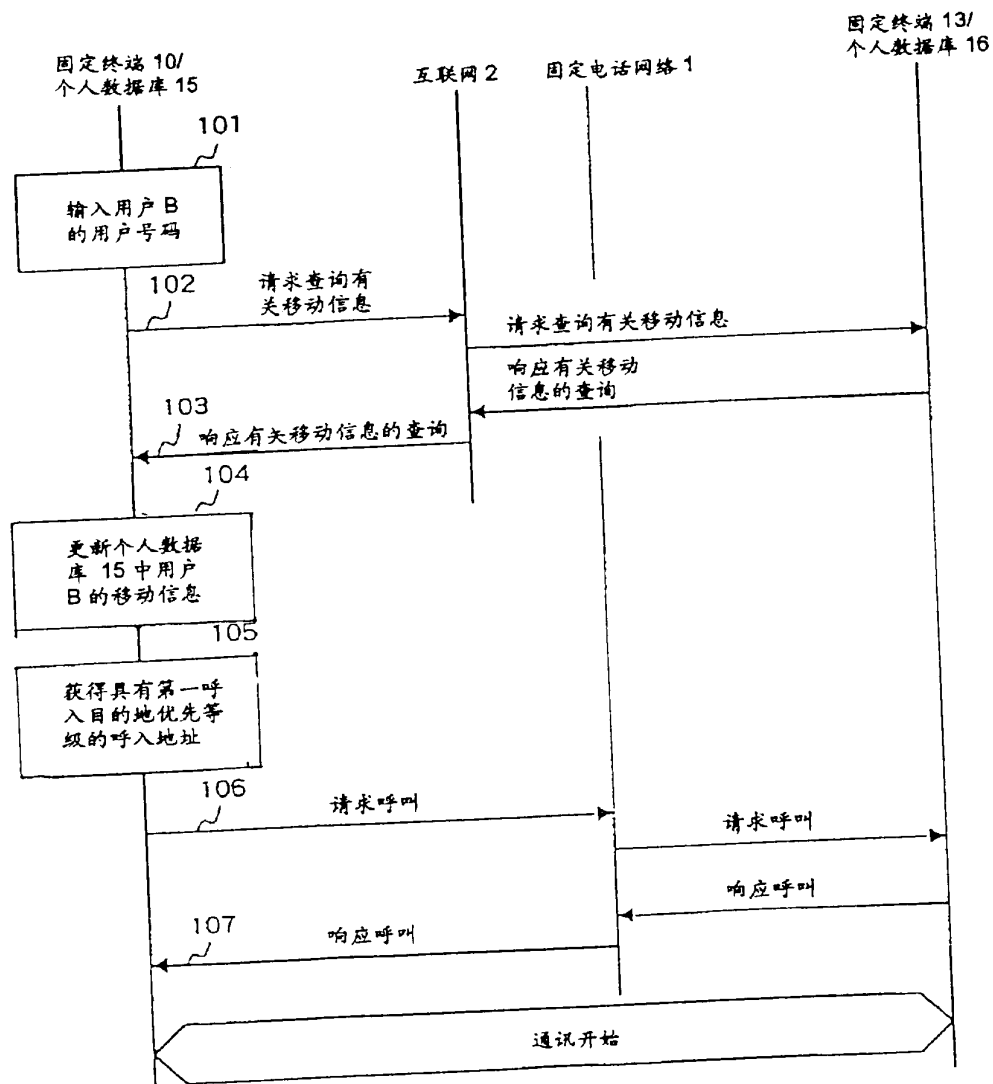 固定终端 10/
个人数据库 15
互联网 2
固定电话网络 1
固定终端 13/
个人数据库 16
101
输入用户 B
的用户号码
102
请求查询有
关移动信息
请求查询有关移动信息
响应有关移动
信息的查询
103
响应有关移动信息的查询
104
更新个人数据
库 15 中用户
B 的移动信息
105
获得具有第一呼
入目的地优先等
级的呼入地址
106
请求呼叫
请求呼叫
响应呼叫
107
响应呼叫
通讯开始